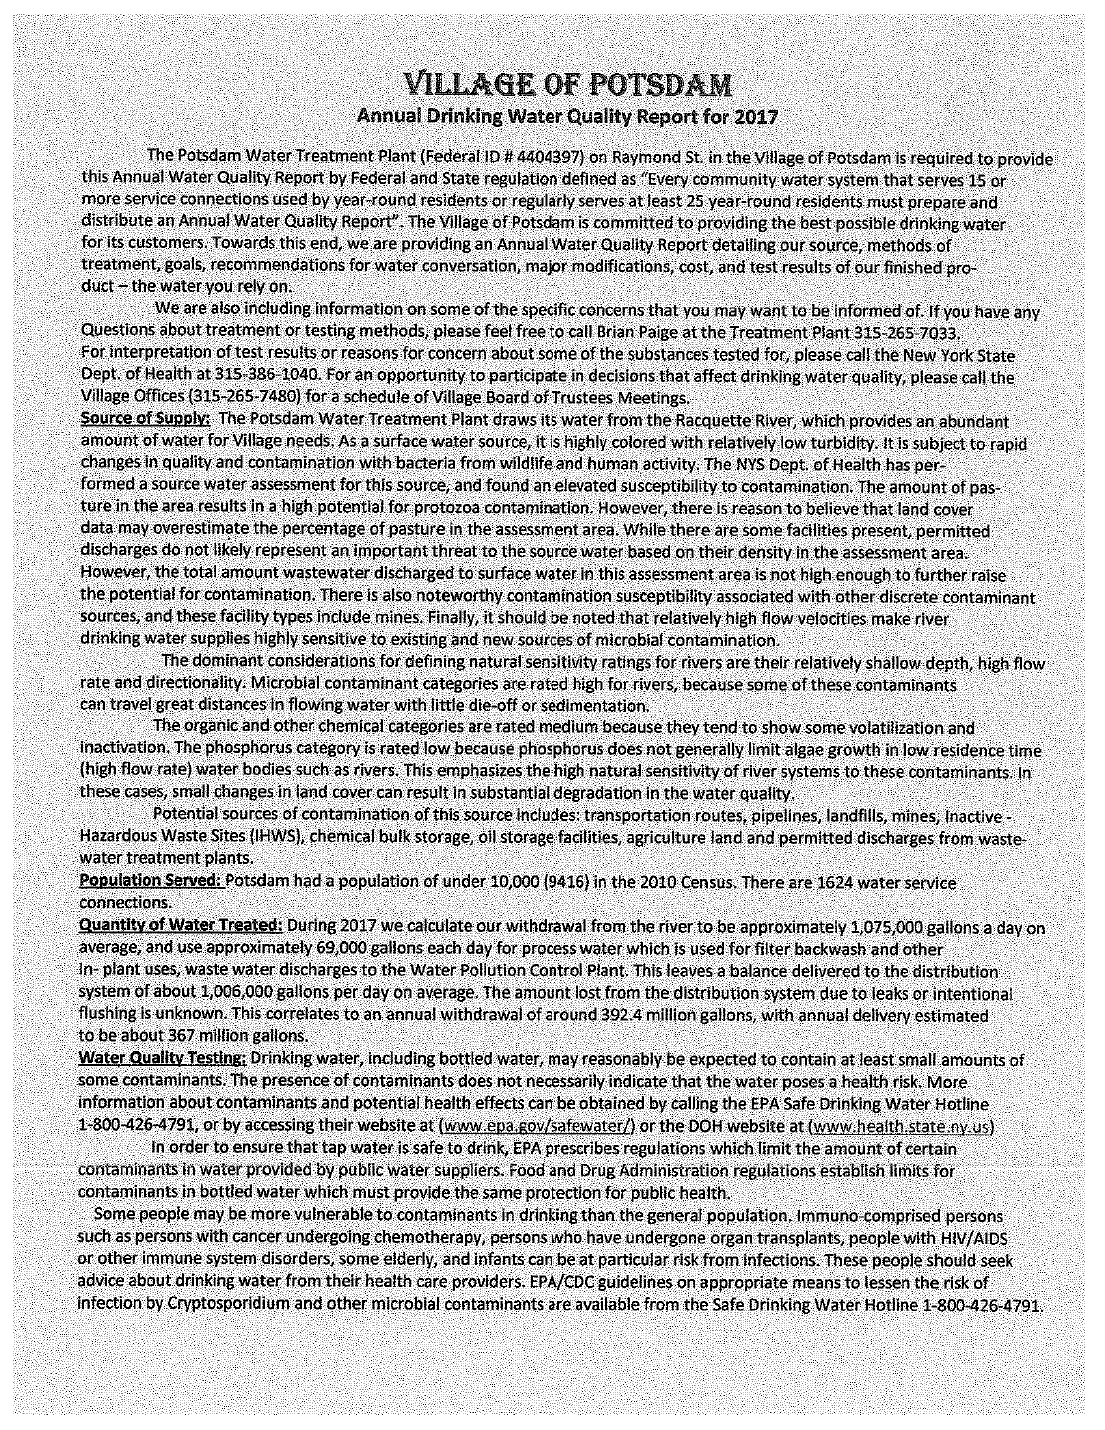 VILLAGE OF POTSDAM
Annual Drinking Water Quality Report for 2017
The Potsdam Water Treatment Plant (Federal ID # 4404397) on Raymond St. in the Village of Potsdam is required to provide
this Annual Water Quality Report by Federal and State regulation defined as "Every community water system that serves 15 or
more service connections used by year-round residents or regularly serves at least 25 year-round residents must prepare and
distribute an Annual Water Quality Report". The Village of Potsdam is committed to providing the best possible drinking water
for its customers. Towards this end, we are providing an Annual Water Quality Report detailing our source, methods of
treatment, goals, recommendations for water conversation, major modifications, cost, and test results of our finished pro-
duct – the water you rely on.
We are also including information on some of the specific concerns that you may want to be informed of. If you have any
Questions about treatment or testing methods, please feel free to call Brian Paige at the Treatment Plant 315-265-7033.
For interpretation of test results or reasons for concern about some of the substances tested for, please call the New York State
Dept. of Health at 315-386-1040. For an opportunity to participate in decisions that affect drinking water quality, please call the
Village Offices (315-265-7480) for a schedule of Village Board of Trustees Meetings.
Source of Supply: The Potsdam Water Treatment Plant draws its water from the Racquette River, which provides an abundant
amount of water for Village needs. As a surface water source, it is highly colored with relatively low turbidity. It is subject to rapid
changes in quality and contamination with bacteria from wildlife and human activity. The NYS Dept. of Health has per-
formed a source water assessment for this source, and found an elevated susceptibility to contamination. The amount of pas-
ture in the area results in a high potential for protozoa contamination. However, there is reason to believe that land cover
data may overestimate the percentage of pasture in the assessment area. While there are some facilities present, permitted
discharges do not likely represent an important threat to the source water based on their density in the assessment area.
However, the total amount wastewater discharged to surface water in this assessment area is not high enough to further raise
the potential for contamination. There is also noteworthy contamination susceptibility associated with other discrete contaminant
sources, and these facility types include mines. Finally, it should be noted that relatively high flow velocities make river
drinking water supplies highly sensitive to existing and new sources of microbial contamination.
The dominant considerations for defining natural sensitivity ratings for rivers are their relatively shallow depth, high flow
rate and directionality. Microbial contaminant categories are rated high for rivers, because some of these contaminants
can travel great distances in flowing water with little die-off or sedimentation.
The organic and other chemical categories are rated medium because they tend to show some volatilization and
inactivation. The phosphorus category is rated low because phosphorus does not generally limit algae growth in low residence time
(high flow rate) water bodies such as rivers. This emphasizes the high natural sensitivity of river systems to these contaminants. In
these cases, small changes in land cover can result in substantial degradation in the water quality.
Potential sources of contamination of this source includes: transportation routes, pipelines, landfills, mines, Inactive -
Hazardous Waste Sites (IHWS), chemical bulk storage, oil storage facilities, agriculture land and permitted discharges from waste-
water treatment plants.
Population Served: Potsdam had a population of under 10,000 (9416) in the 2010 Census. There are 1624 water service
connections.
Quantity of Water Treated: During 2017 we calculate our withdrawal from the river to be approximately 1,075,000 gallons a day on
average, and use approximately 69,000 gallons each day for process water which is used for filter backwash and other
In- plant uses, waste water discharges to the Water Pollution Control Plant. This leaves a balance delivered to the distribution
system of about 1,006,000 gallons per day on average. The amount lost from the distribution system due to leaks or intentional
flushing is unknown. This correlates to an annual withdrawal of around 392.4 million gallons, with annual delivery estimated
to be about 367 million gallons.
Water Quality Testing: Drinking water, including bottled water, may reasonably be expected to contain at least small amounts of
some contaminants. The presence of contaminants does not necessarily indicate that the water poses a health risk. More
information about contaminants and potential health effects can be obtained by calling the EPA Safe Drinking Water Hotline
1-800-426-4791, or by accessing their website at (www.epa.gov/safewater/) or the DOH website at (www.health.state.ny.us)
In order to ensure that tap water is safe to drink, EPA prescribes regulations which limit the amount of certain
contaminants in water provided by public water suppliers. Food and Drug Administration regulations establish limits for
contaminants in bottled water which must provide the same protection for public health.
Some people may be more vulnerable to contaminants in drinking than the general population. Immuno-comprised persons
such as persons with cancer undergoing chemotherapy, persons who have undergone organ transplants, people with HIV/AIDS
or other immune system disorders, some elderly, and infants can be at particular risk from infections. These people should seek
advice about drinking water from their health care providers. EPA/CDC guidelines on appropriate means to lessen the risk of
infection by Cryptosporidium and other microbial contaminants are available from the Safe Drinking Water Hotline 1-800-426-4791.